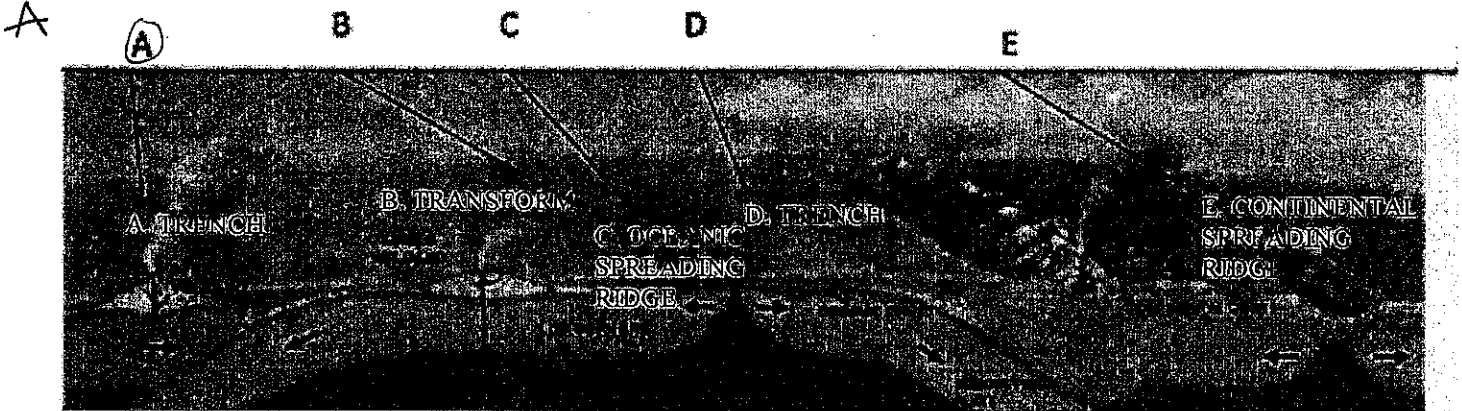 A
A B C D E
A. TRENCH
B. TRANSFORM
C. OCEANIC
SPREADING
RIDGE
D. TRENCH
E. CONTINENTAL
SPREADING
RIDGE